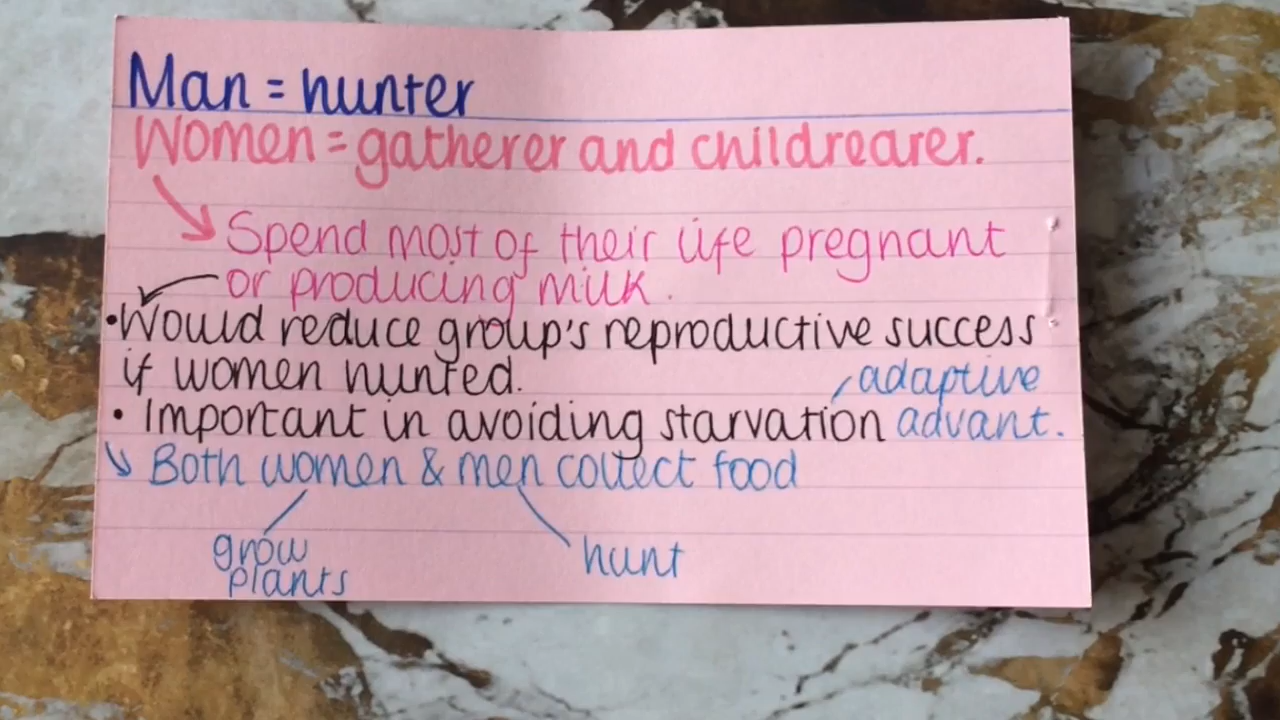 Man = hunter
Women = gatherer and childrearer.
Spend most of their life pregnant
or producing milk.
•Would reduce group's reproductive success
if women hunted.
adaptive
• Important in avoiding starvation advant.
Both women & men collect food
grow
plants
hunt